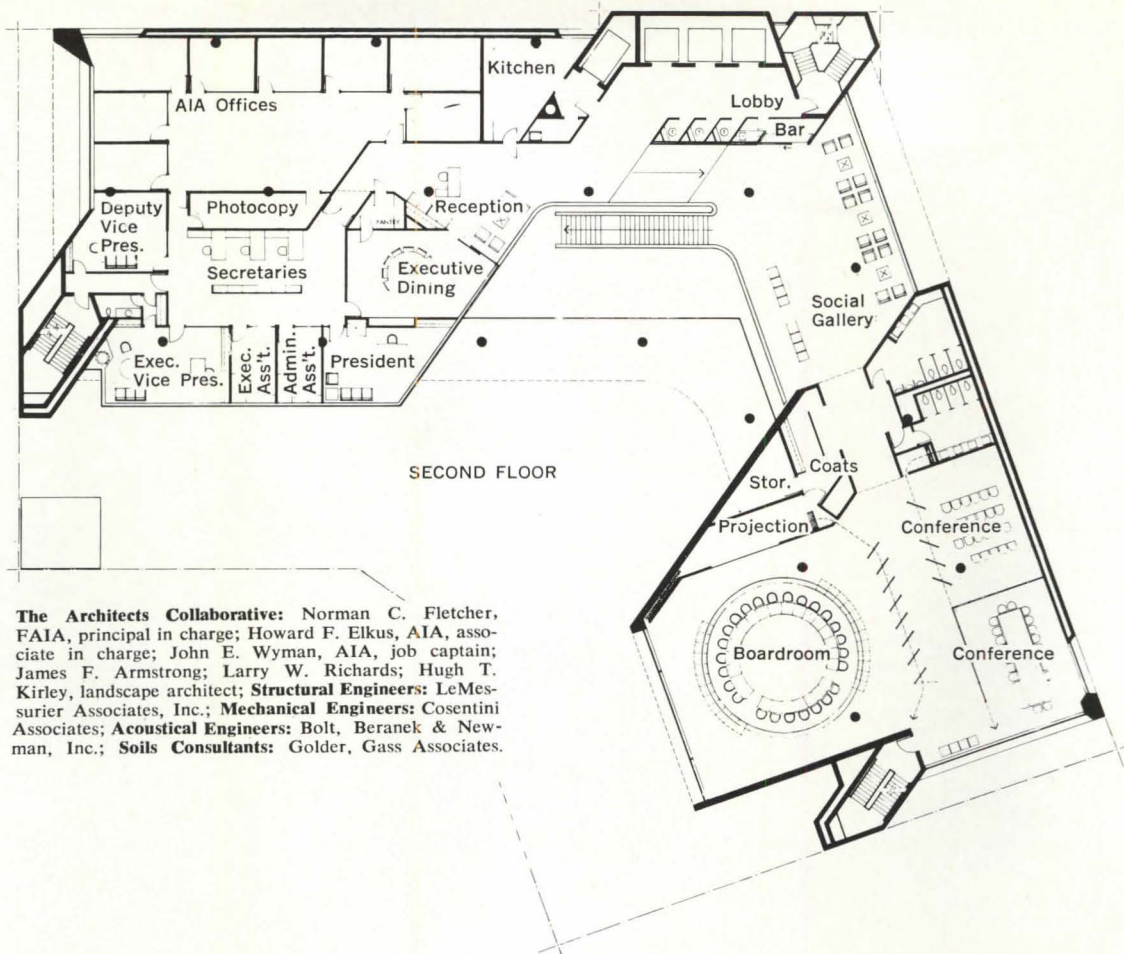 Kitchen
AIA Offices
Lobby
Bar
Deputy
Vice
Pres.
Photocopy
PANTRY
Reception
Secretaries
Executive
Dining
Social
Gallery
Exec.
Vice Pres.
Exec.
Ass't.
Admin.
Ass't.
President
SECOND FLOOR
Coats
Stor.
Projection
Conference
Boardroom
Conference
The Architects Collaborative: Norman C. Fletcher,
FAIA, principal in charge; Howard F. Elkus, AIA, asso-
ciate in charge; John E. Wyman, AIA, job captain;
James F. Armstrong; Larry W. Richards; Hugh T.
Kirley, landscape architect; Structural Engineers: LeMes-
surier Associates, Inc.; Mechanical Engineers: Cosentini
Associates; Acoustical Engineers: Bolt, Beranek & New-
man, Inc.; Soils Consultants: Golder, Gass Associates.